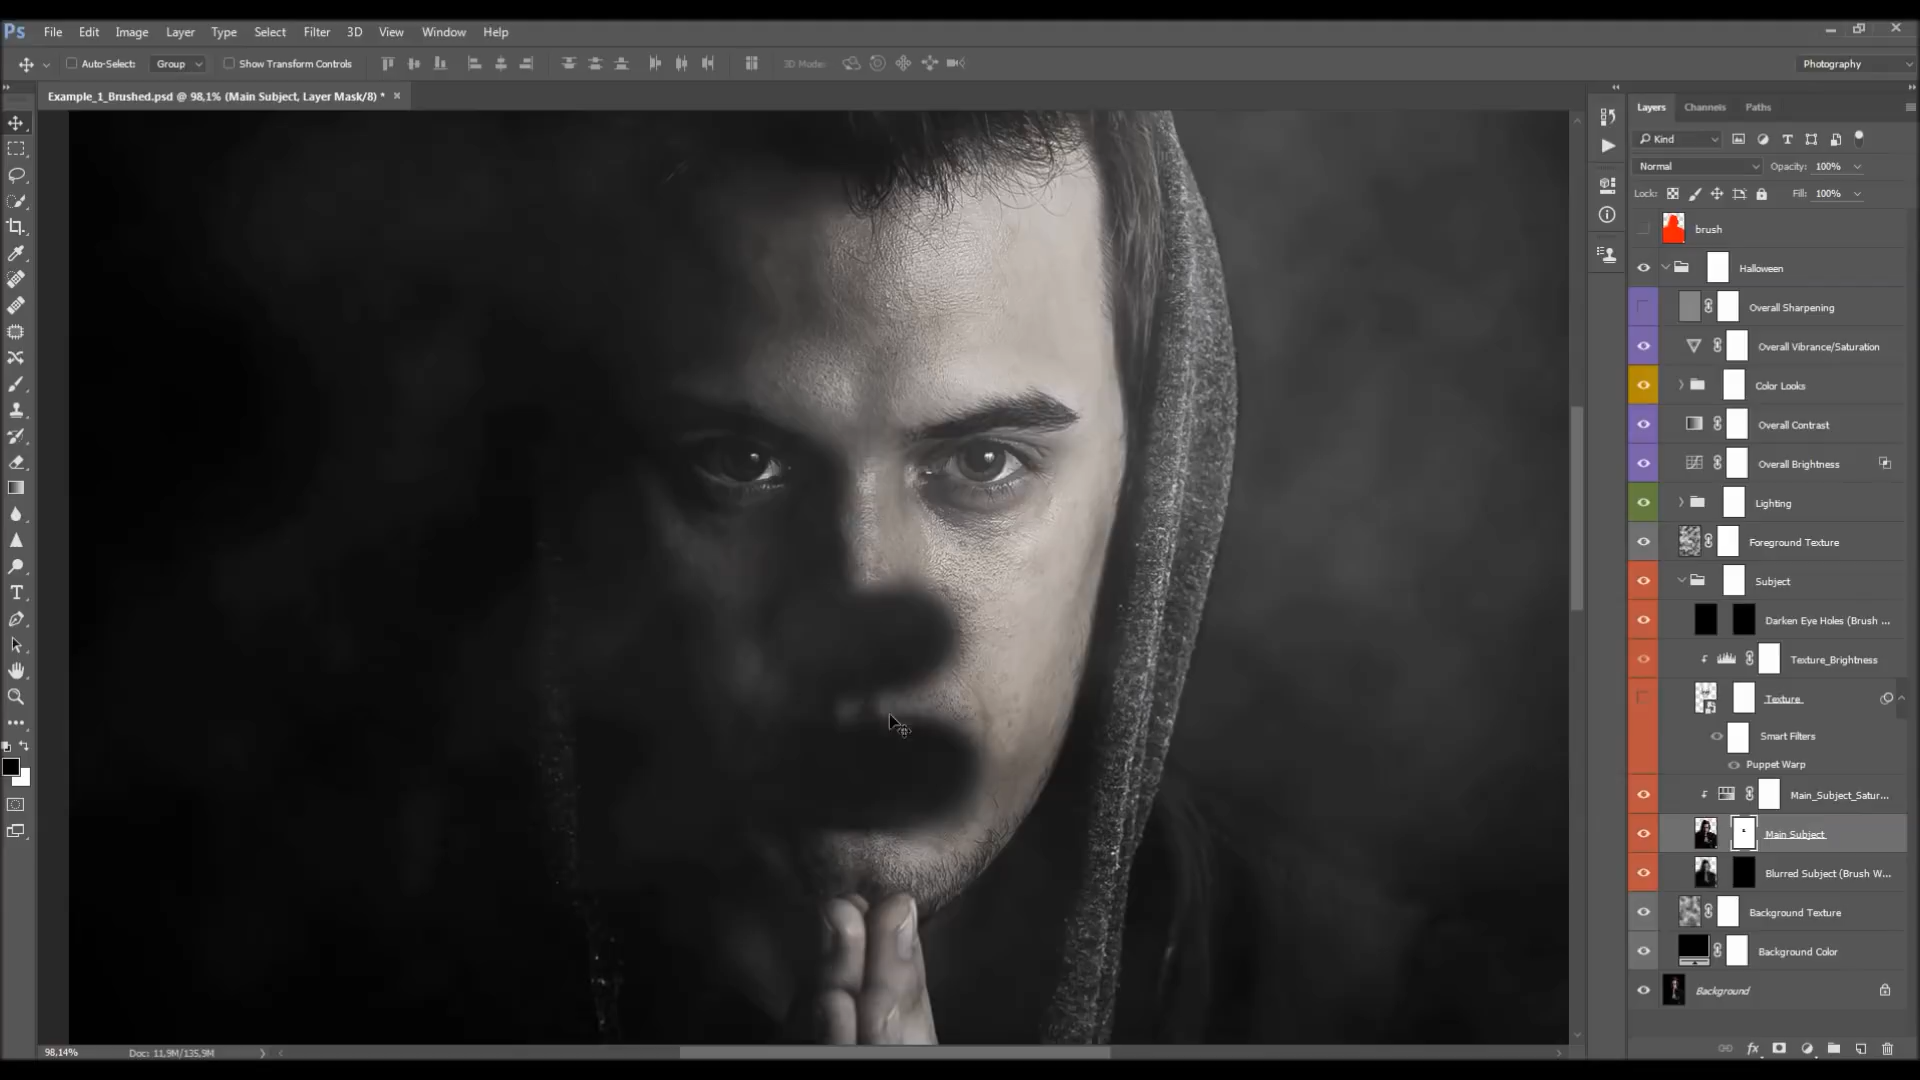 Ps File Edit Image Layer Type Select Filter 3D View Window Help
Auto-Select: Group Show Transform Controls 3D Mode: Photography
Example_1_Brushed.psd @ 98,1% (Main Subject, Layer Mask/8) *
Layers Channels Paths
Kind
Normal Opacity: 100%
Lock: Fill: 100%
brush
Halloween
Overall Sharpening
Overall Vibrance/Saturation
Color Looks
Overall Contrast
Overall Brightness
Lighting
Foreground Texture
Subject
Darken Eye Holes (Brush ...
Texture_Brightness
Texture
Smart Filters
Puppet Warp
Main_Subject_Satur...
Main Subject
Blurred Subject (Brush W...
Background Texture
Background Color
Background
98,14% Doc: 11,9M/135,9M
fx